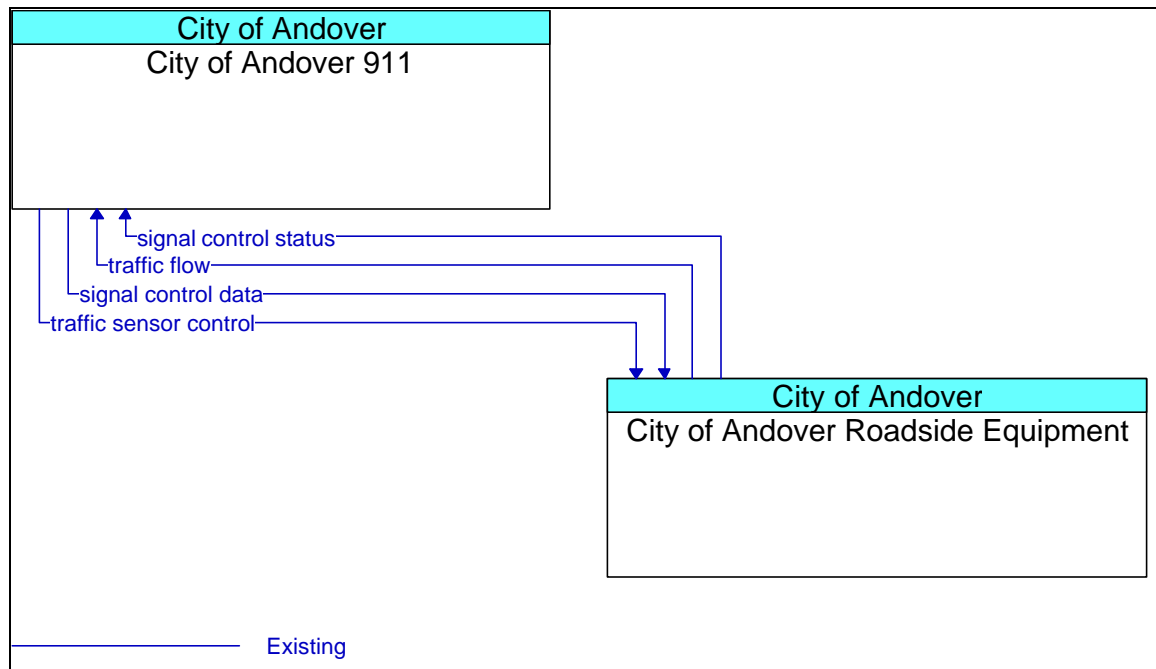 City of Andover
City of Andover 911
signal control status
traffic flow
signal control data
traffic sensor control
City of Andover
City of Andover Roadside Equipment
Existing